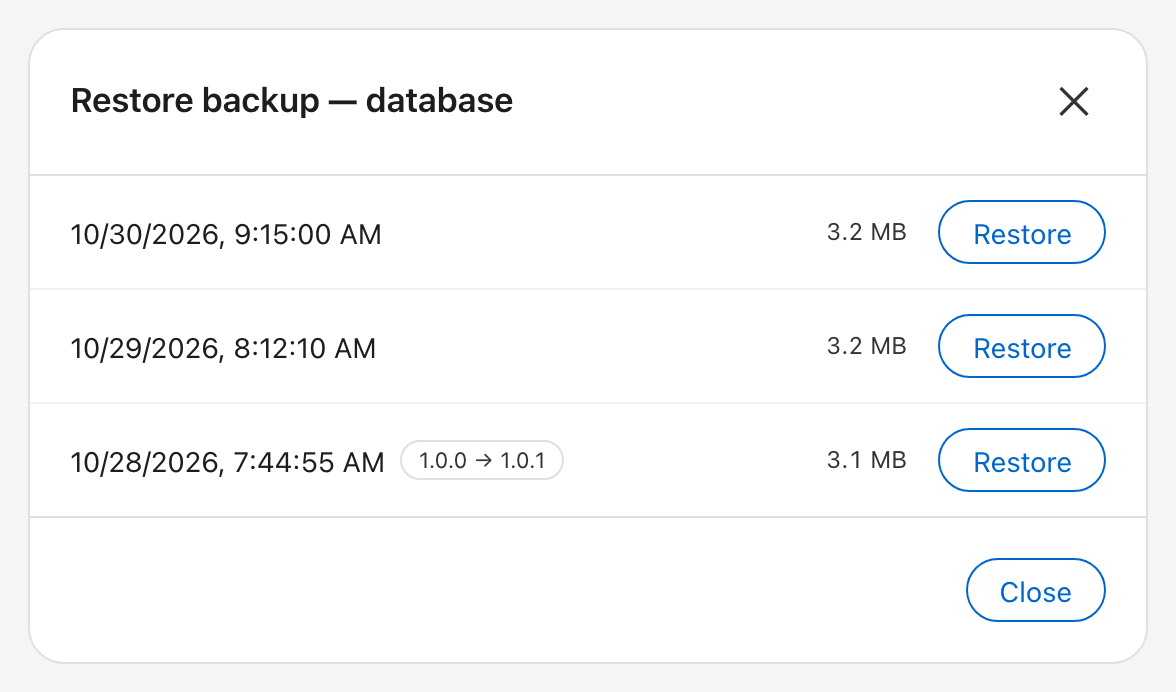 Restore backup — database
10/30/2026, 9:15:00 AM 3.2 MB Restore
10/29/2026, 8:12:10 AM 3.2 MB Restore
10/28/2026, 7:44:55 AM 1.0.0 → 1.0.1 3.1 MB Restore
Close